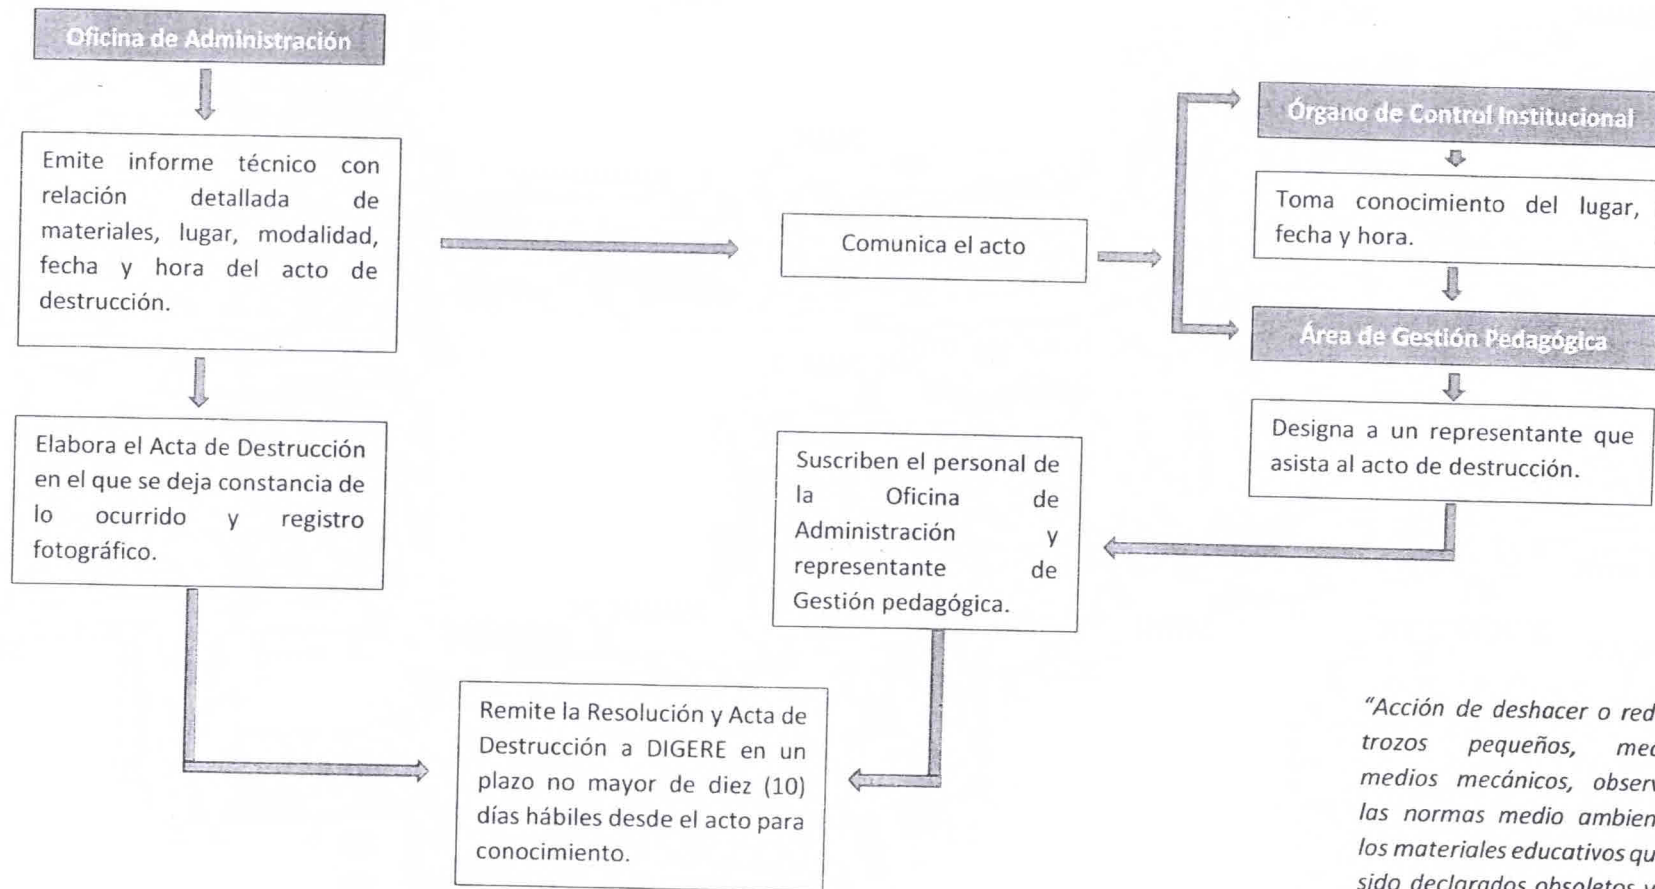 Oficina de Administración
Emite informe técnico con
relación detallada de
materiales, lugar, modalidad,
fecha y hora del acto de
destrucción.
Elabora el Acta de Destrucción
en el que se deja constancia de
lo ocurrido y registro
fotográfico.
Comunica el acto
Órgano de Control Institucional
Toma conocimiento del lugar,
fecha y hora.
Área de Gestión Pedagógica
Designa a un representante que
asista al acto de destrucción.
Suscriben el personal de
la Oficina de
Administración y
representante de
Gestión pedagógica.
Remite la Resolución y Acta de
Destrucción a DIGERE en un
plazo no mayor de diez (10)
días hábiles desde el acto para
conocimiento.
“Acción de deshacer o
trozos pequeños,
medios mecánicos,
las normas medio
los materiales educativos
sido declarados obsoletos